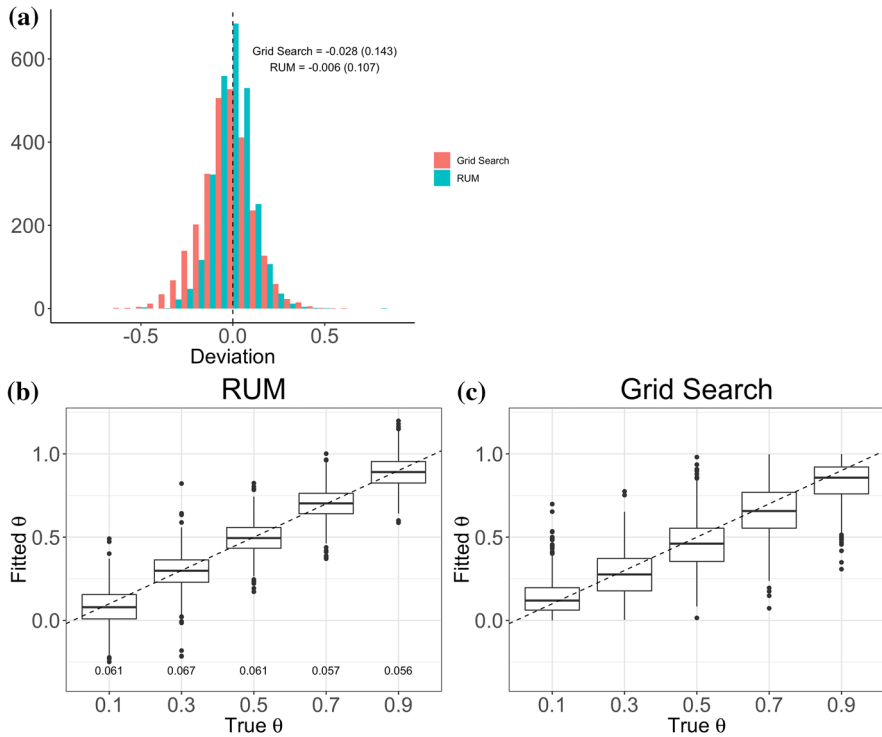 (a)
600
400
200
0
Grid Search = -0.028 (0.143)
RUM = -0.006 (0.107)
Grid Search
RUM
-0.5
0.0
0.5
Deviation
(b)
RUM
1.0
0.5
0.0
Fitted θ
0.061
0.067
0.061
0.057
0.056
0.1
0.3
0.5
0.7
0.9
True θ
(c)
Grid Search
1.0
0.5
0.0
Fitted θ
0.1
0.3
0.5
0.7
0.9
True θ